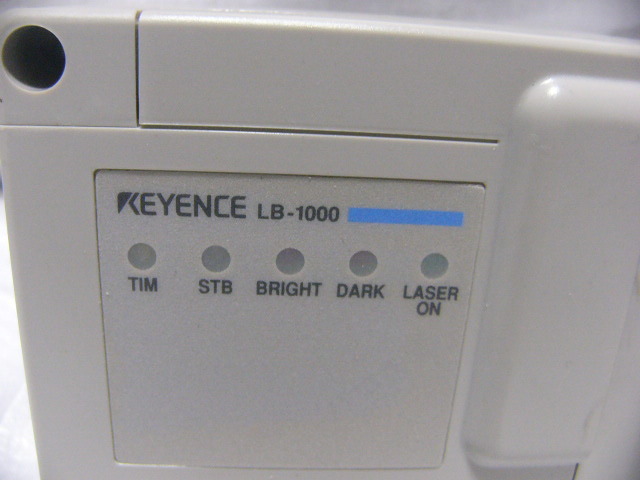 KEYENCE LB-1000
TIM STB BRIGHT DARK LASER ON